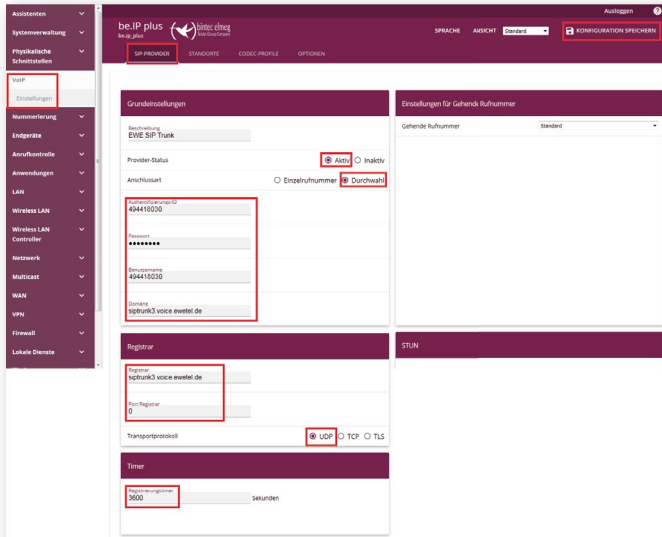 Ausloggen
be.IP plus
be.ip_plus
bintec elmeg
SPRACHE
ANSICHT
Standard
KONFIGURATION SPEICHERN
SIP-PROVIDER
STANDORTE
CODEC-PROFILE
OPTIONEN
Assistenten
Systemverwaltung
Physikalische
Schnittstellen
VoIP
Einstellungen
Nummerierung
Endgeräte
Anrufkontrolle
Anwendungen
LAN
Wireless LAN
Wireless LAN
Controller
Netzwerk
Multicast
WAN
VPN
Firewall
Lokale Dienste
Grundeinstellungen
Beschreibung
EWE SIP Trunk
Provider-Status
Aktiv
Inaktiv
Anschlussart
Einzelrufnummer
Durchwahl
Authentifizierungs-ID
494418030
Passwort
••••••••
Benutzername
494418030
Domäne
siptrunk3.voice.ewetel.de
Registrar
Registrar
siptrunk3.voice.ewetel.de
Port Registrar
0
Transportprotokoll
UDP
TCP
TLS
Timer
Registrierungstimer
3600
Sekunden
Einstellungen für Gehende Rufnummer
Gehende Rufnummer
Standard
STUN